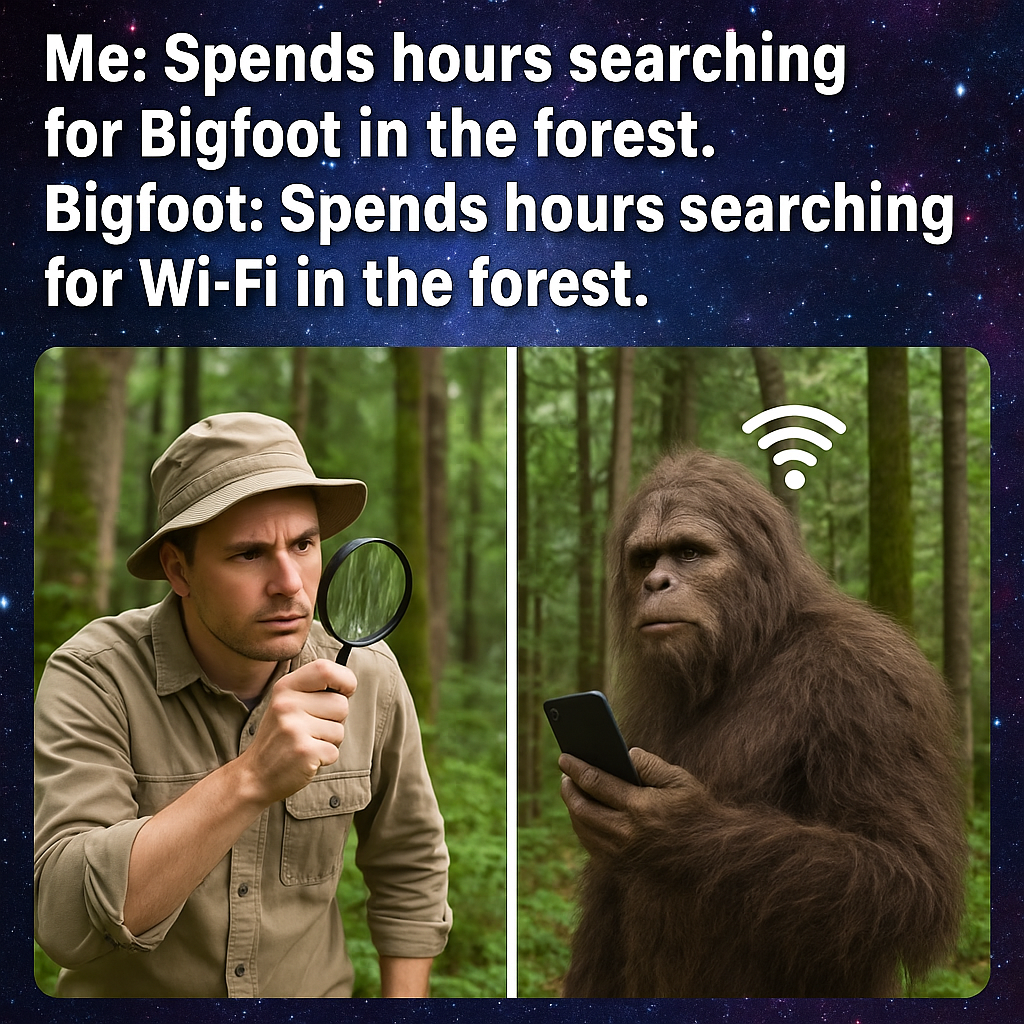 Me: Spends hours searching
for Bigfoot in the forest.
Bigfoot: Spends hours searching
for Wi-Fi in the forest.